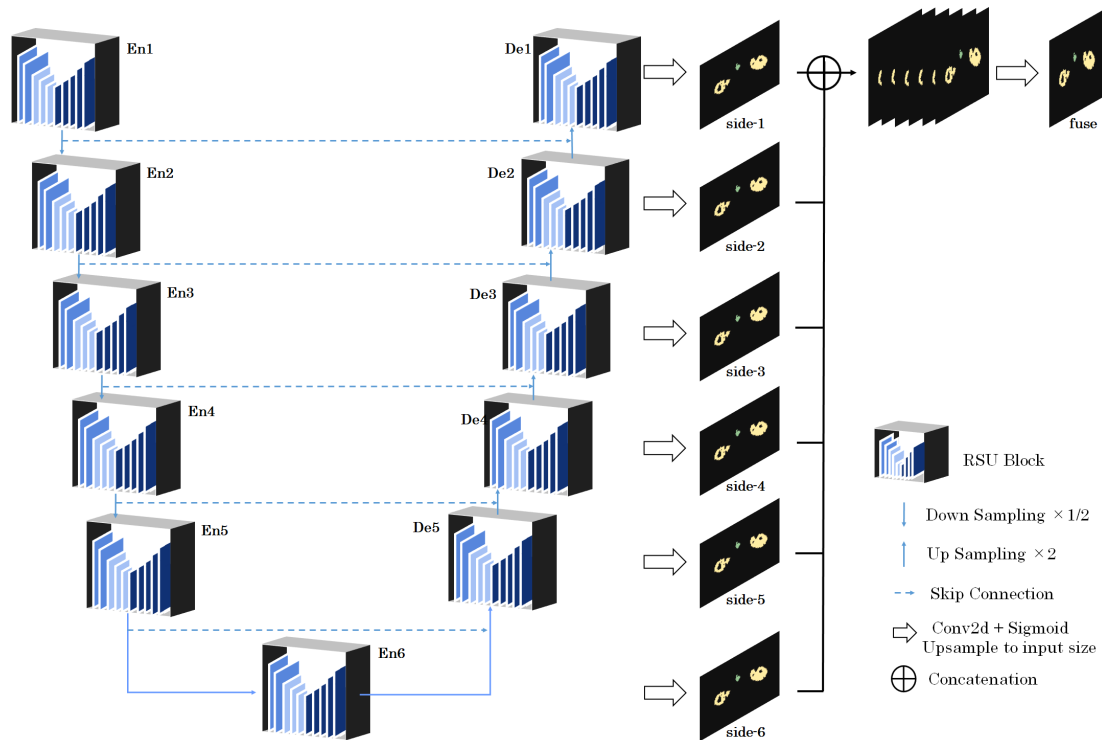 En1
De1
side-1
fuse
En2
De2
side-2
En3
De3
side-3
En4
De4
side-4
RSU Block
Down Sampling ×1/2
En5
De5
Up Sampling ×2
side-5
Skip Connection
Conv2d + Sigmoid
Upsample to input size
En6
Concatenation
side-6